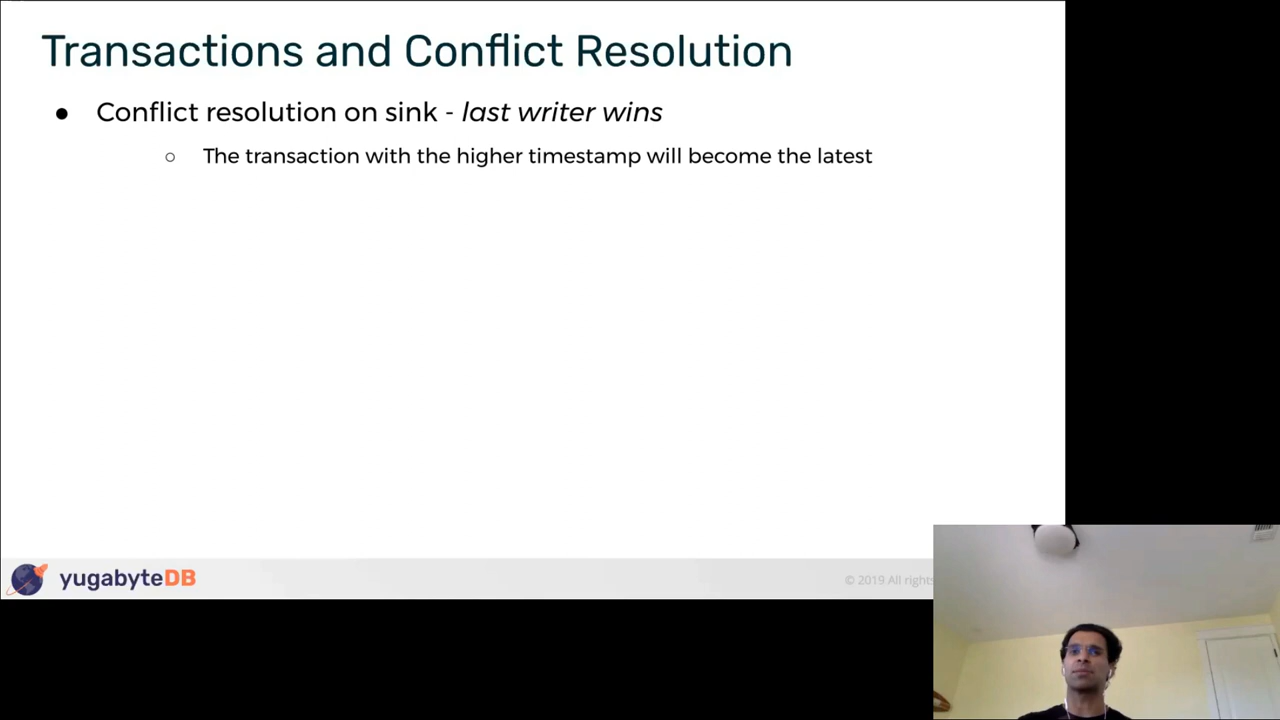 Transactions and Conflict Resolution
● Conflict resolution on sink - last writer wins
○ The transaction with the higher timestamp will become the latest
yugabyteDB
© 2019 All rights